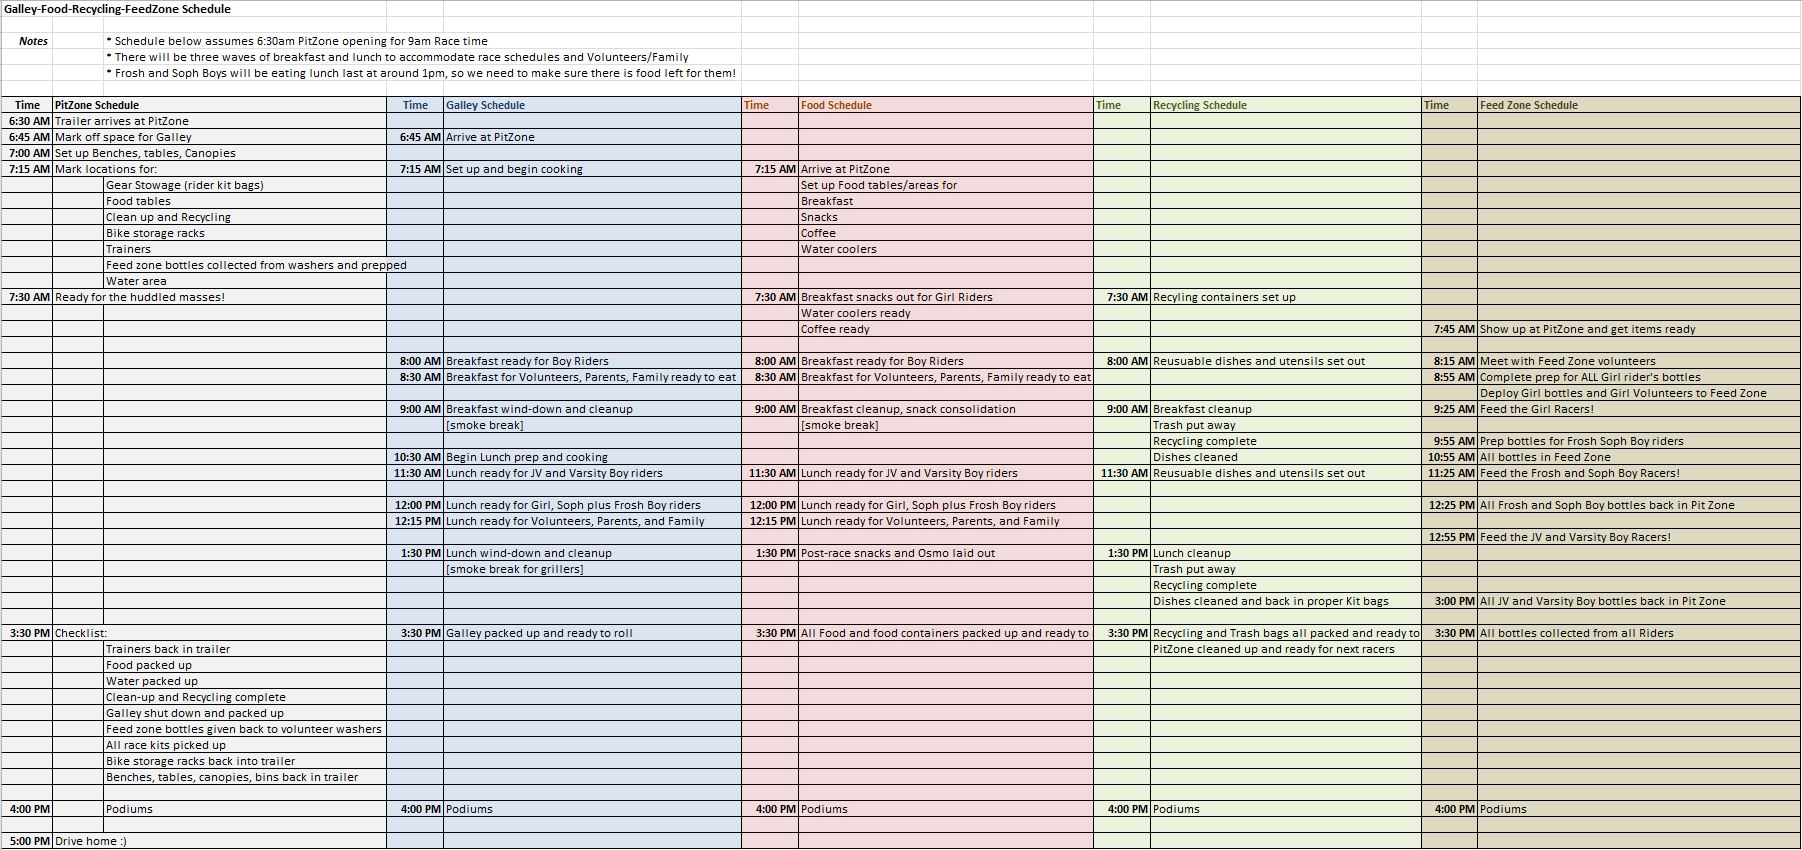 Galley-Food-Recycling-FeedZone Schedule
Notes * Schedule below assumes 6:30am PitZone opening for 9am Race time
* There will be three waves of breakfast and lunch to accommodate race schedules and Volunteers/Family
* Frosh and Soph Boys will be eating lunch last at around 1pm, so we need to make sure there is food left for them!
Time PitZone Schedule Time Galley Schedule Time Food Schedule Time Recycling Schedule Time Feed Zone Schedule
6:30 AM Trailer arrives at PitZone
6:45 AM Mark off space for Galley 6:45 AM Arrive at PitZone
7:00 AM Set up Benches, tables, Canopies
7:15 AM Mark locations for: 7:15 AM Set up and begin cooking 7:15 AM Arrive at PitZone
Gear Stowage (rider kit bags) Set up Food tables/areas for
Food tables Breakfast
Clean up and Recycling Snacks
Bike storage racks Coffee
Trainers Water coolers
Feed zone bottles collected from washers and prepped
Water area
7:30 AM Ready for the huddled masses! 7:30 AM Breakfast snacks out for Girl Riders 7:30 AM Recyling containers set up
Water coolers ready
Coffee ready 7:45 AM Show up at PitZone and get items ready
8:00 AM Breakfast ready for Boy Riders 8:00 AM Breakfast ready for Boy Riders 8:00 AM Reusuable dishes and utensils set out 8:15 AM Meet with Feed Zone volunteers
8:30 AM Breakfast for Volunteers, Parents, Family ready to eat 8:30 AM Breakfast for Volunteers, Parents, Family ready to eat 8:55 AM Complete prep for ALL Girl rider's bottles
Deploy Girl bottles and Girl Volunteers to Feed Zone
9:00 AM Breakfast wind-down and cleanup 9:00 AM Breakfast cleanup, snack consolidation 9:00 AM Breakfast cleanup 9:25 AM Feed the Girl Racers!
[smoke break] [smoke break] Trash put away
Recycling complete 9:55 AM Prep bottles for Frosh Soph Boy riders
10:30 AM Begin Lunch prep and cooking Dishes cleaned 10:55 AM All bottles in Feed Zone
11:30 AM Lunch ready for JV and Varsity Boy riders 11:30 AM Lunch ready for JV and Varsity Boy riders 11:30 AM Reusuable dishes and utensils set out 11:25 AM Feed the Frosh and Soph Boy Racers!
12:00 PM Lunch ready for Girl, Soph plus Frosh Boy riders 12:00 PM Lunch ready for Girl, Soph plus Frosh Boy riders 12:25 PM All Frosh and Soph Boy bottles back in Pit Zone
12:15 PM Lunch ready for Volunteers, Parents, and Family 12:15 PM Lunch ready for Volunteers, Parents, and Family
12:55 PM Feed the JV and Varsity Boy Racers!
1:30 PM Lunch wind-down and cleanup 1:30 PM Post-race snacks and Osmo laid out 1:30 PM Lunch cleanup
[smoke break for grillers] Trash put away
Recycling complete
Dishes cleaned and back in proper Kit bags 3:00 PM All JV and Varsity Boy bottles back in Pit Zone
3:30 PM Checklist: 3:30 PM Galley packed up and ready to roll 3:30 PM All Food and food containers packed up and ready to 3:30 PM Recycling and Trash bags all packed and ready to 3:30 PM All bottles collected from all Riders
Trainers back in trailer PitZone cleaned up and ready for next racers
Food packed up
Water packed up
Clean-up and Recycling complete
Galley shut down and packed up
Feed zone bottles given back to volunteer washers
All race kits picked up
Bike storage racks back into trailer
Benches, tables, canopies, bins back in trailer
4:00 PM Podiums 4:00 PM Podiums 4:00 PM Podiums 4:00 PM Podiums 4:00 PM Podiums
5:00 PM Drive home :)